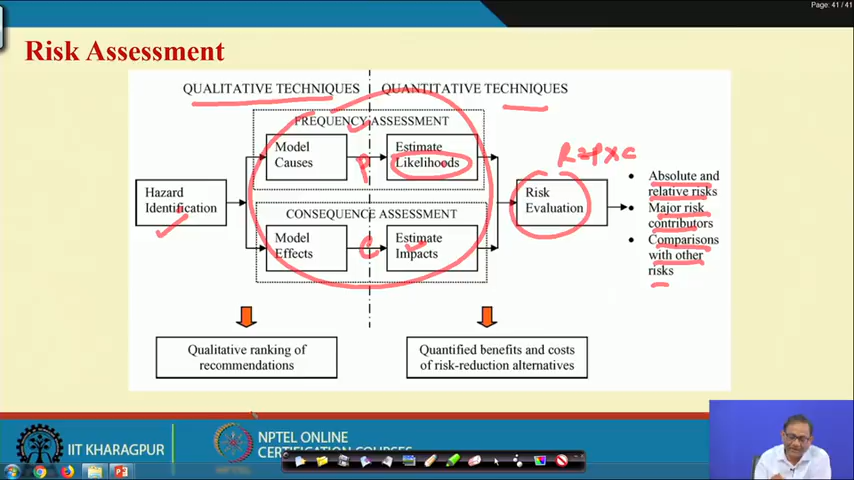 Page: 41 / 41
Risk Assessment
QUALITATIVE TECHNIQUES
QUANTITATIVE TECHNIQUES
FREQUENCY ASSESSMENT
Model
Causes
P
Estimate
Likelihoods
R=P×C
Hazard
Identification
CONSEQUENCE ASSESSMENT
Model
Effects
C
Estimate
Impacts
Risk
Evaluation
• Absolute and
relative risks
• Major risk
contributors
• Comparisons
with other
risks
Qualitative ranking of
recommendations
Quantified benefits and costs
of risk-reduction alternatives
IIT KHARAGPUR
NPTEL ONLINE
CERTIFICATION COURSES